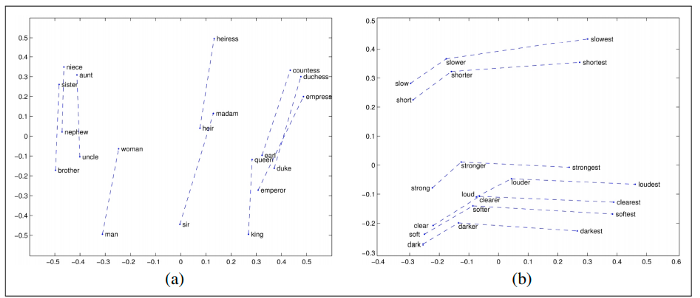 heiress
niece
aunt
sister
countess
duchess
empress
madam
heir
nephew
woman
earl
queen
uncle
duke
brother
emperor
sir
man
king
0.5
0.4
0.3
0.2
0.1
0
−0.1
−0.2
−0.3
−0.4
−0.5
−0.5 −0.4 −0.3 −0.2 −0.1 0 0.1 0.2 0.3 0.4 0.5
(a)
slowest
slower
shortest
shorter
slow
short
stronger
strongest
louder
strong
loudest
loud
clearer
clearest
softer
softest
clear
darker
soft
darkest
dark
0.5
0.4
0.3
0.2
0.1
0
−0.1
−0.2
−0.3
−0.4 −0.3 −0.2 −0.1 0 0.1 0.2 0.3 0.4 0.5 0.6
(b)